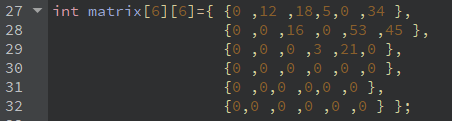 27 int matrix[6][6]={ {0 ,12 ,18,5,0 ,34 },
28 {0 ,0 ,16 ,0 ,53 ,45 },
29 {0 ,0 ,0 ,3 ,21,0 },
30 {0 ,0 ,0 ,0 ,0 ,0 },
31 {0 ,0,0 ,0,0 ,0 },
32 {0,0 ,0 ,0 ,0 ,0 } };